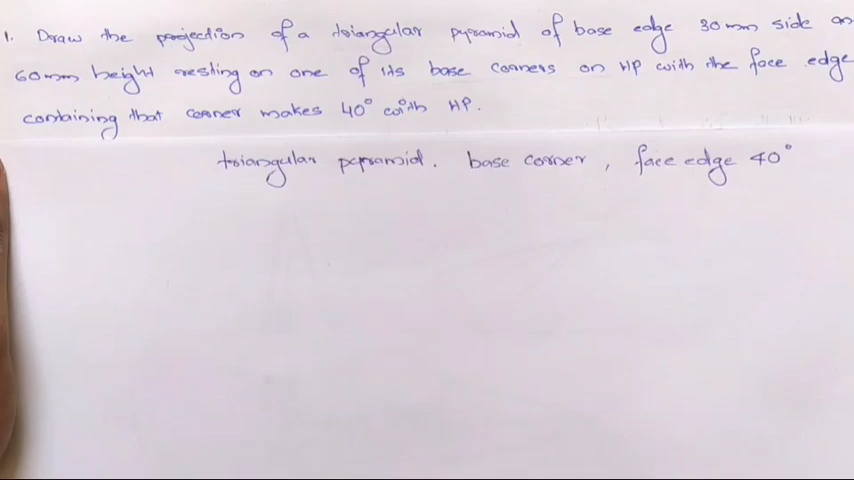 1. Draw the projection of a triangular pyramid of base edge 30mm side an
60mm height resting on one of its base corners on HP with the face edge
containing that corner makes 40° with HP.
triangular pyramid. base corner, face edge 40°